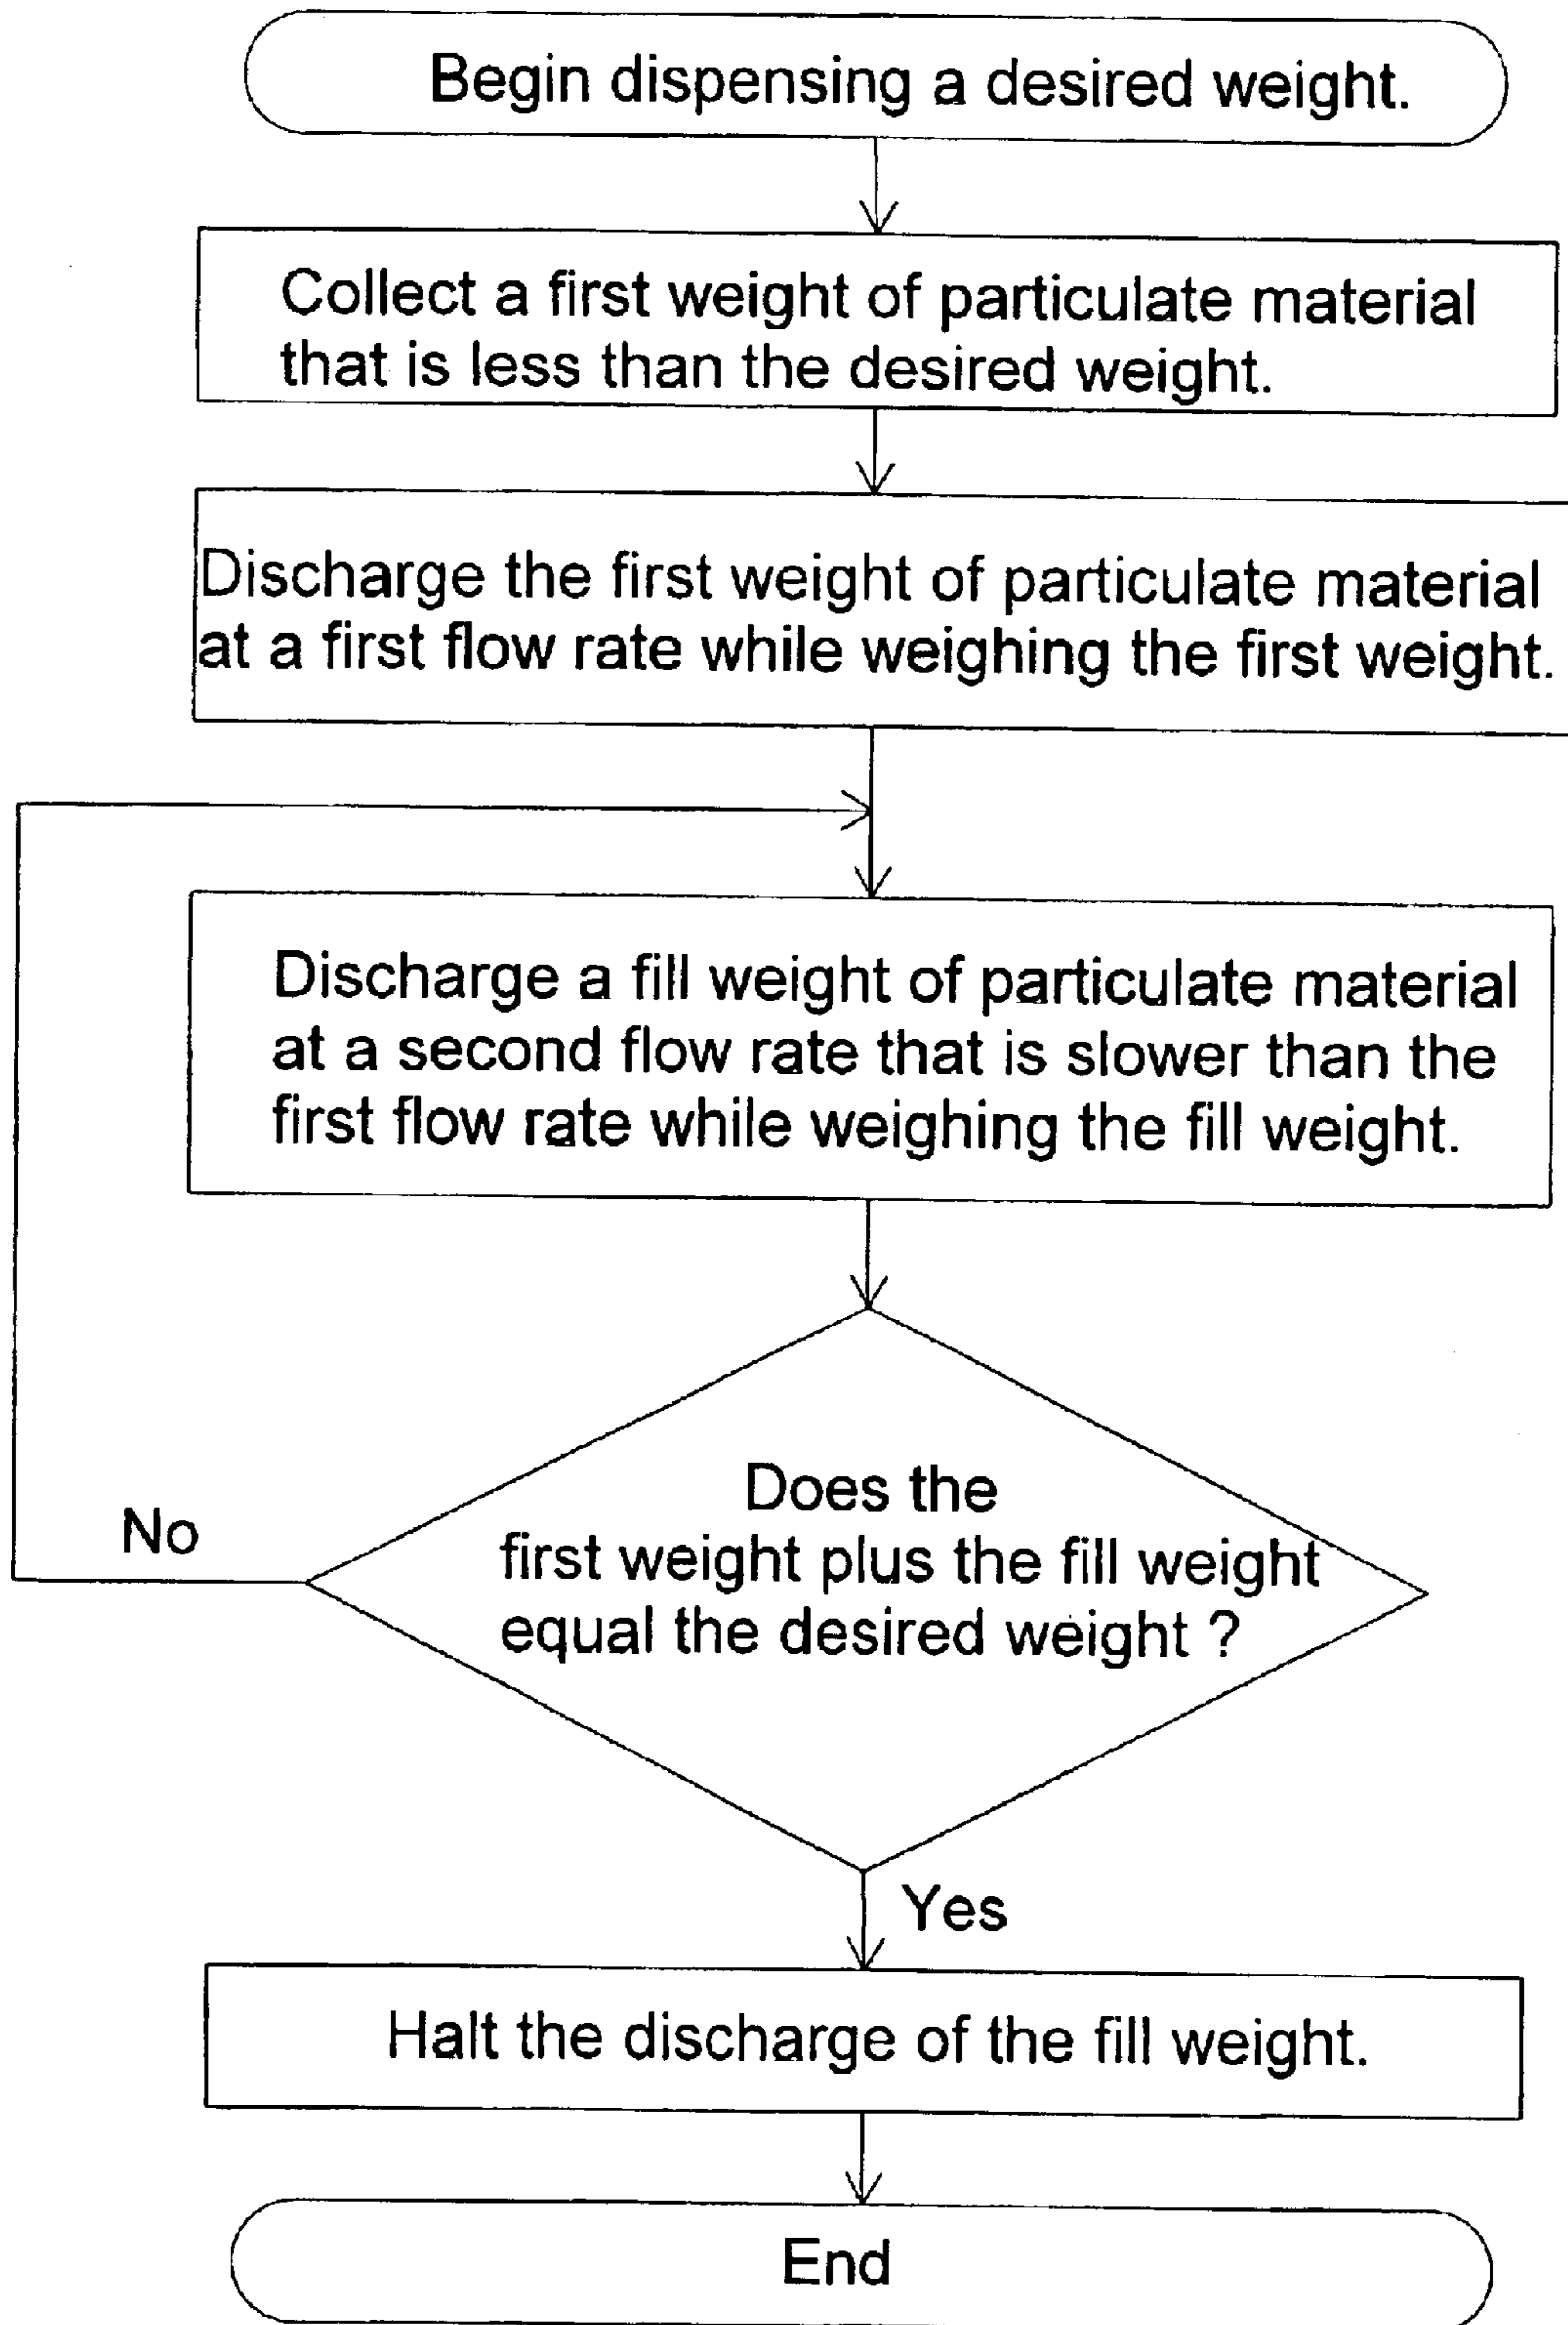 Begin dispensing a desired weight.
Collect a first weight of particulate material
that is less than the desired weight.
Discharge the first weight of particulate material
at a first flow rate while weighing the first weight.
Discharge a fill weight of particulate material
at a second flow rate that is slower than the
first flow rate while weighing the fill weight.
Does the
first weight plus the fill weight
equal the desired weight ?
No
Yes
Halt the discharge of the fill weight.
End